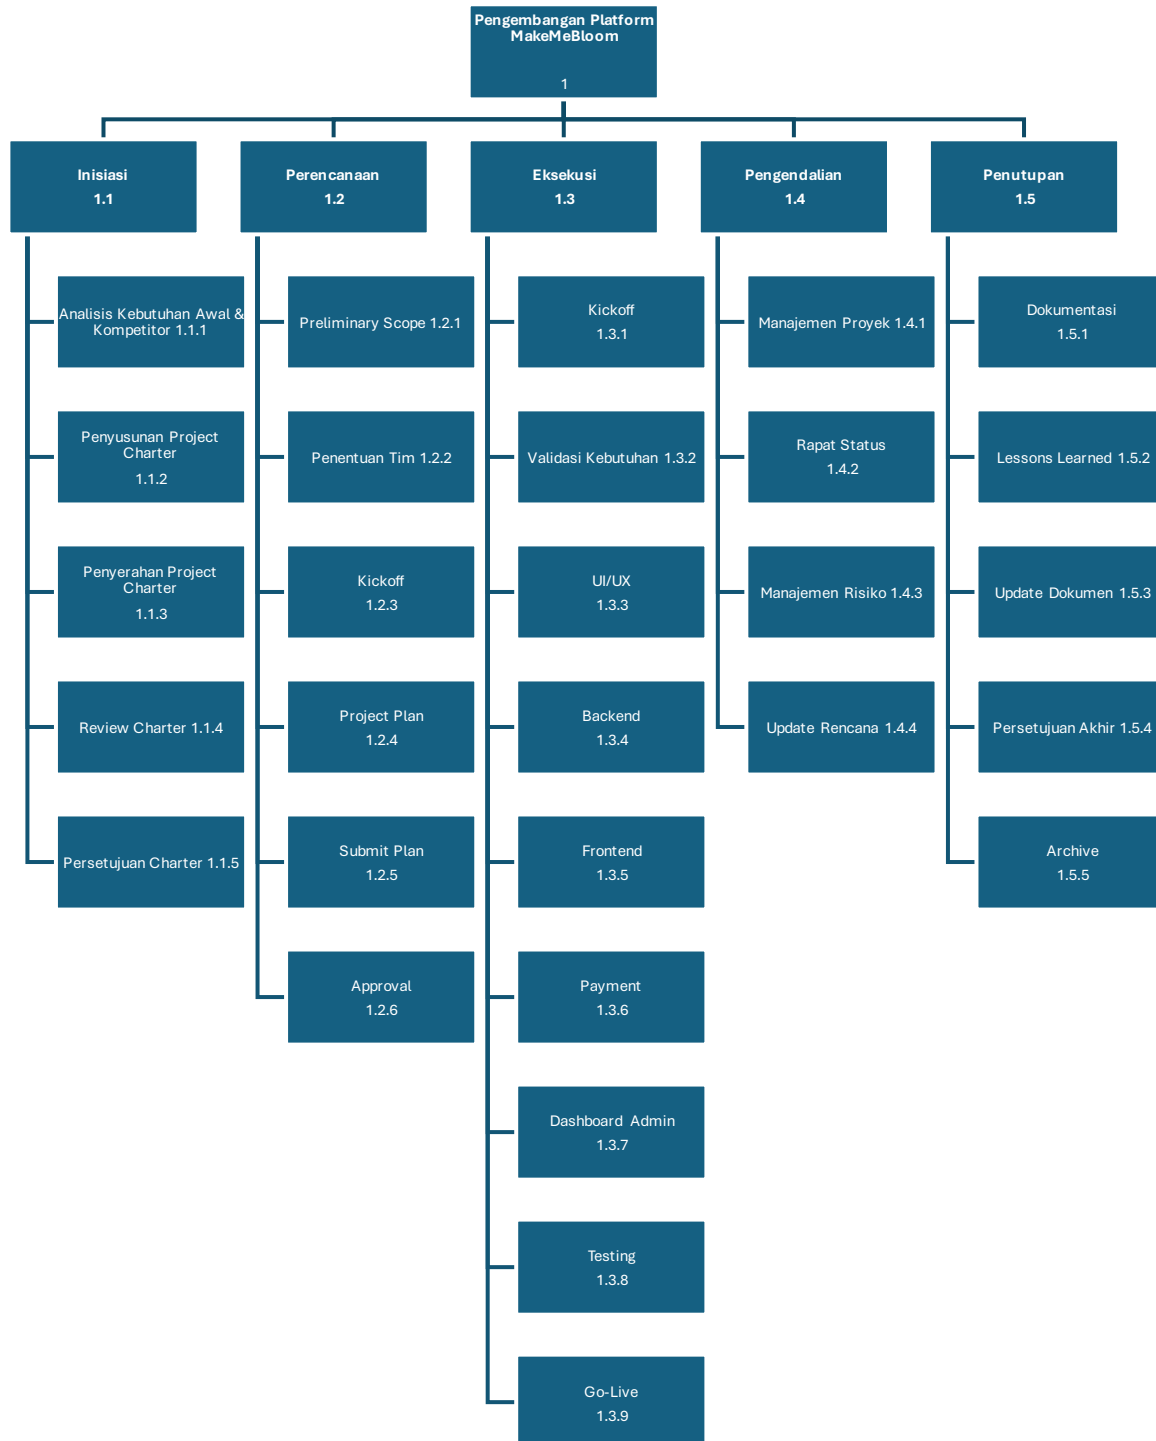 Pengembangan Platform
MakeMeBloom
1
Inisiasi
1.1
Perencanaan
1.2
Eksekusi
1.3
Pengendalian
1.4
Penutupan
1.5
Analisis Kebutuhan Awal &
Kompetitor 1.1.1
Penyusunan Project
Charter
1.1.2
Penyerahan Project
Charter
1.1.3
Review Charter 1.1.4
Persetujuan Charter 1.1.5
Preliminary Scope 1.2.1
Penentuan Tim 1.2.2
Kickoff
1.2.3
Project Plan
1.2.4
Submit Plan
1.2.5
Approval
1.2.6
Kickoff
1.3.1
Validasi Kebutuhan 1.3.2
UI/UX
1.3.3
Backend
1.3.4
Frontend
1.3.5
Payment
1.3.6
Dashboard Admin
1.3.7
Testing
1.3.8
Go-Live
1.3.9
Manajemen Proyek 1.4.1
Rapat Status
1.4.2
Manajemen Risiko 1.4.3
Update Rencana 1.4.4
Dokumentasi
1.5.1
Lessons Learned 1.5.2
Update Dokumen 1.5.3
Persetujuan Akhir 1.5.4
Archive
1.5.5